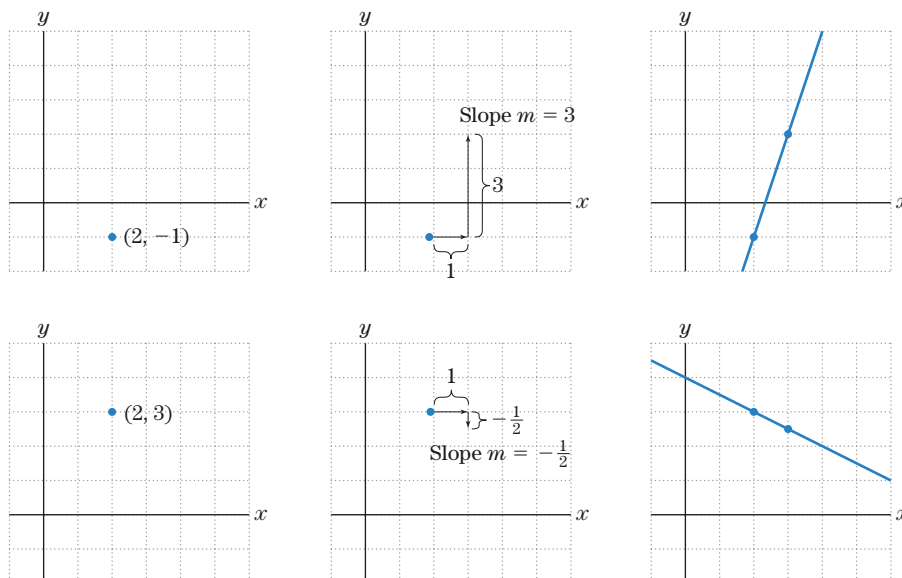 y
y
y
Slope m = 3
3
x
x
x
(2, −1)
1
y
y
y
1
(2, 3)
−1/2
Slope m = −1/2
x
x
x